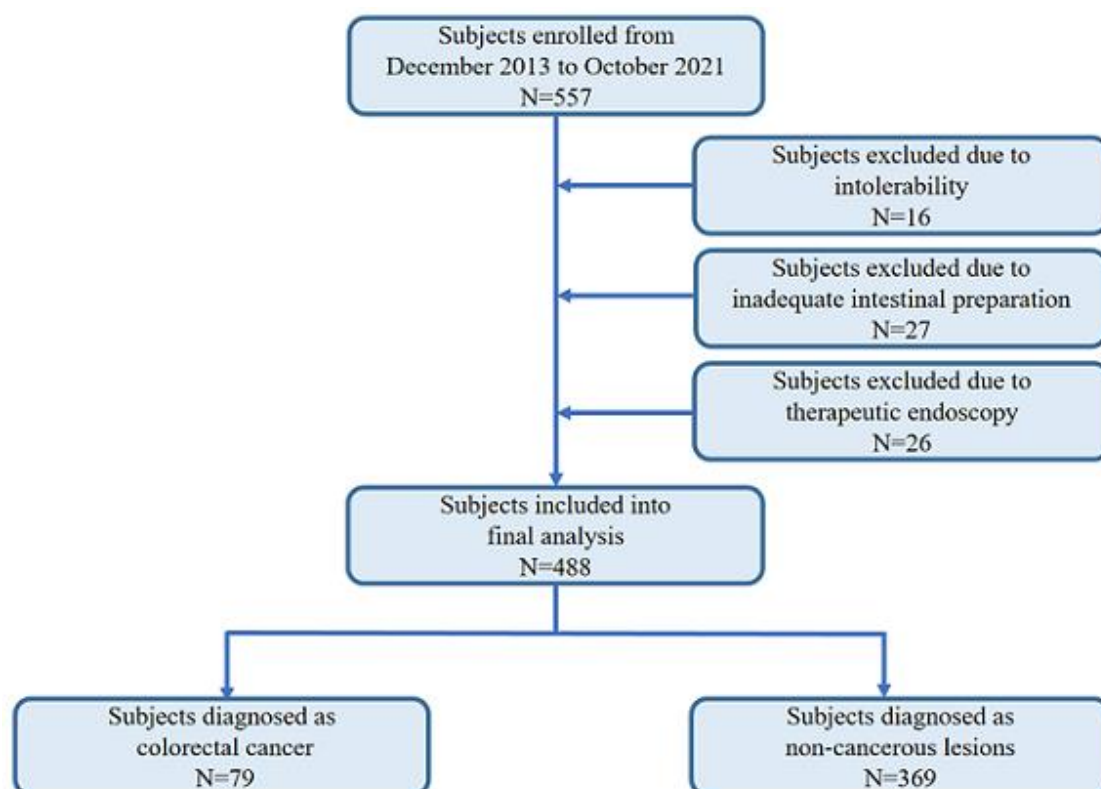 Subjects enrolled from
December 2013 to October 2021
N=557
Subjects excluded due to
intolerability
N=16
Subjects excluded due to
inadequate intestinal preparation
N=27
Subjects excluded due to
therapeutic endoscopy
N=26
Subjects included into
final analysis
N=488
Subjects diagnosed as
colorectal cancer
N=79
Subjects diagnosed as
non-cancerous lesions
N=369